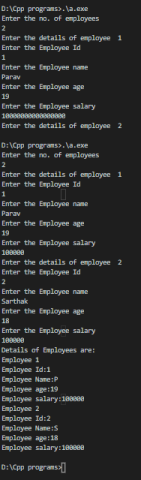 D:\Cpp programs>.\a.exe
Enter the no. of employees
2
Enter the details of employee  1
Enter the Employee Id
1
Enter the Employee name
Parav
Enter the Employee age
19
Enter the Employee salary
10000000000000000
Enter the details of employee  2

D:\Cpp programs>.\a.exe
Enter the no. of employees
2
Enter the details of employee  1
Enter the Employee Id
1
Enter the Employee name
Parav
Enter the Employee age
19
Enter the Employee salary
100000
Enter the details of employee  2
Enter the Employee Id
2
Enter the Employee name
Sarthak
Enter the Employee age
18
Enter the Employee salary
100000
Details of Employees are:
Employee 1
Employee Id:1
Employee Name:P
Employee age:19
Employee salary:100000
Employee 2
Employee Id:2
Employee Name:S
Employee age:18
Employee salary:100000

D:\Cpp programs>